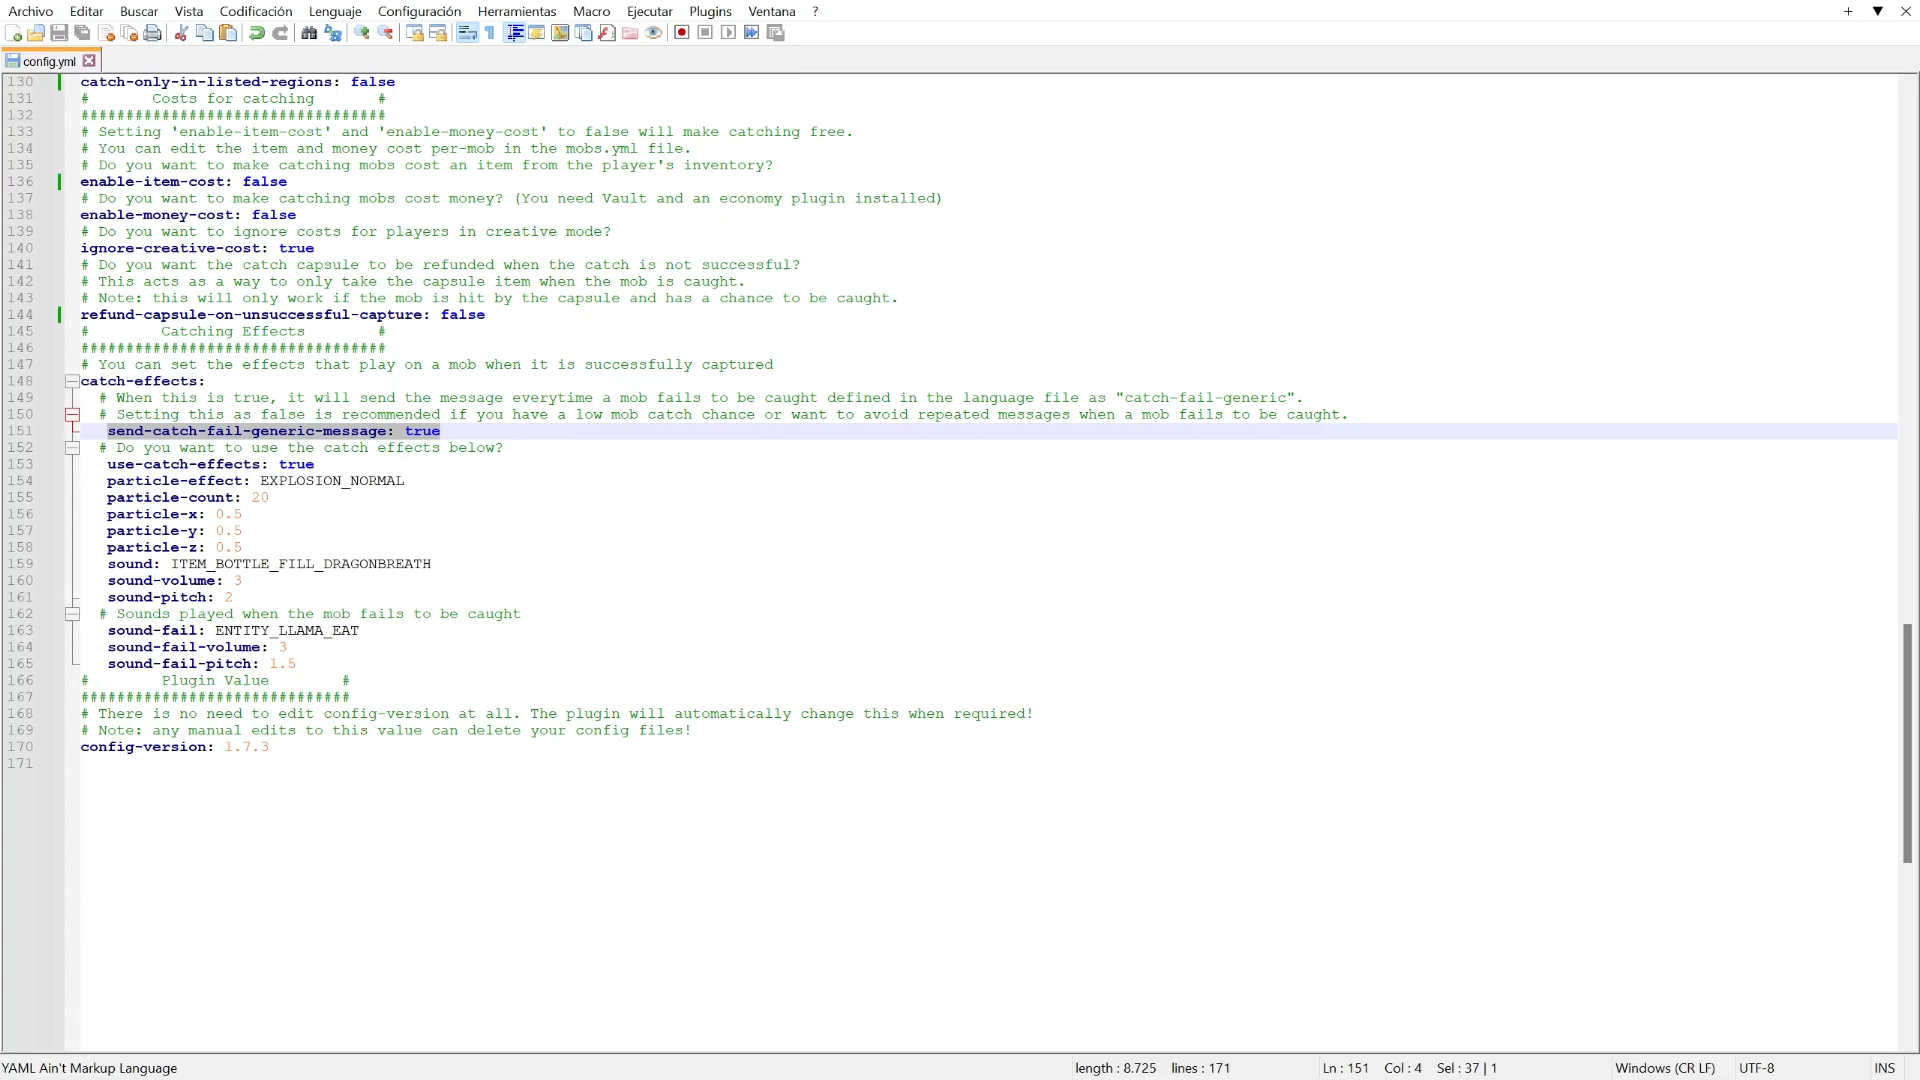 Archivo Editar Buscar Vista Codificación Lenguaje Configuración Herramientas Macro Ejecutar Plugins Ventana ?
config.yml
130 catch-only-in-listed-regions: false
131 # Costs for catching #
132 ##################################
133 # Setting 'enable-item-cost' and 'enable-money-cost' to false will make catching free.
134 # You can edit the item and money cost per-mob in the mobs.yml file.
135 # Do you want to make catching mobs cost an item from the player's inventory?
136 enable-item-cost: false
137 # Do you want to make catching mobs cost money? (You need Vault and an economy plugin installed)
138 enable-money-cost: false
139 # Do you want to ignore costs for players in creative mode?
140 ignore-creative-cost: true
141 # Do you want the catch capsule to be refunded when the catch is not successful?
142 # This acts as a way to only take the capsule item when the mob is caught.
143 # Note: this will only work if the mob is hit by the capsule and has a chance to be caught.
144 refund-capsule-on-unsuccessful-capture: false
145 # Catching Effects #
146 ##################################
147 # You can set the effects that play on a mob when it is successfully captured
148 catch-effects:
149 # When this is true, it will send the message everytime a mob fails to be caught defined in the language file as "catch-fail-generic".
150 # Setting this as false is recommended if you have a low mob catch chance or want to avoid repeated messages when a mob fails to be caught.
151 send-catch-fail-generic-message: true
152 # Do you want to use the catch effects below?
153 use-catch-effects: true
154 particle-effect: EXPLOSION_NORMAL
155 particle-count: 20
156 particle-x: 0.5
157 particle-y: 0.5
158 particle-z: 0.5
159 sound: ITEM_BOTTLE_FILL_DRAGONBREATH
160 sound-volume: 3
161 sound-pitch: 2
162 # Sounds played when the mob fails to be caught
163 sound-fail: ENTITY_LLAMA_EAT
164 sound-fail-volume: 3
165 sound-fail-pitch: 1.5
166 # Plugin Value #
167 ##############################
168 # There is no need to edit config-version at all. The plugin will automatically change this when required!
169 # Note: any manual edits to this value can delete your config files!
170 config-version: 1.7.3
171
YAML Ain't Markup Language length : 8.725 lines : 171 Ln : 151 Col : 4 Sel : 37 | 1 Windows (CR LF) UTF-8 INS